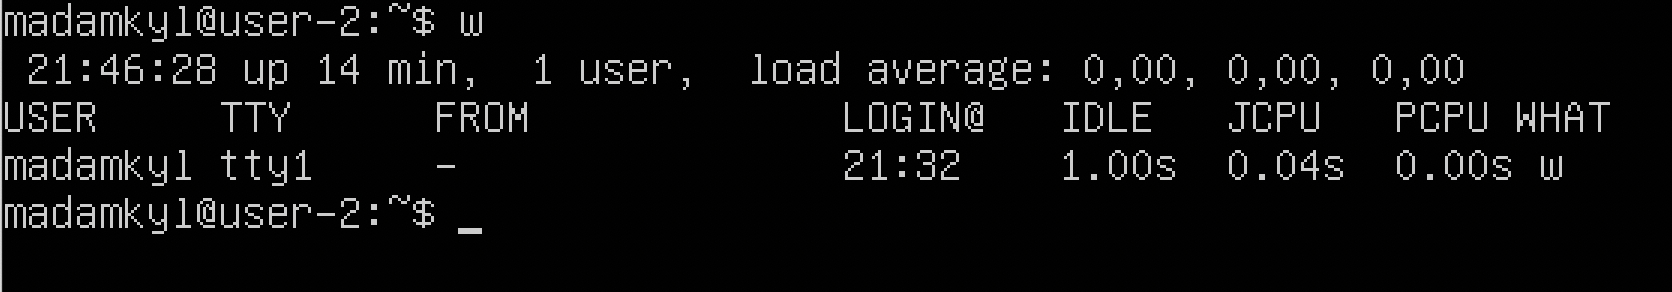 madamkyl@user-2:~$ w
 21:46:28 up 14 min,  1 user,  load average: 0,00, 0,00, 0,00
USER     TTY      FROM             LOGIN@   IDLE   JCPU   PCPU WHAT
madamkyl tty1     -                21:32    1.00s  0.04s  0.00s w
madamkyl@user-2:~$ _